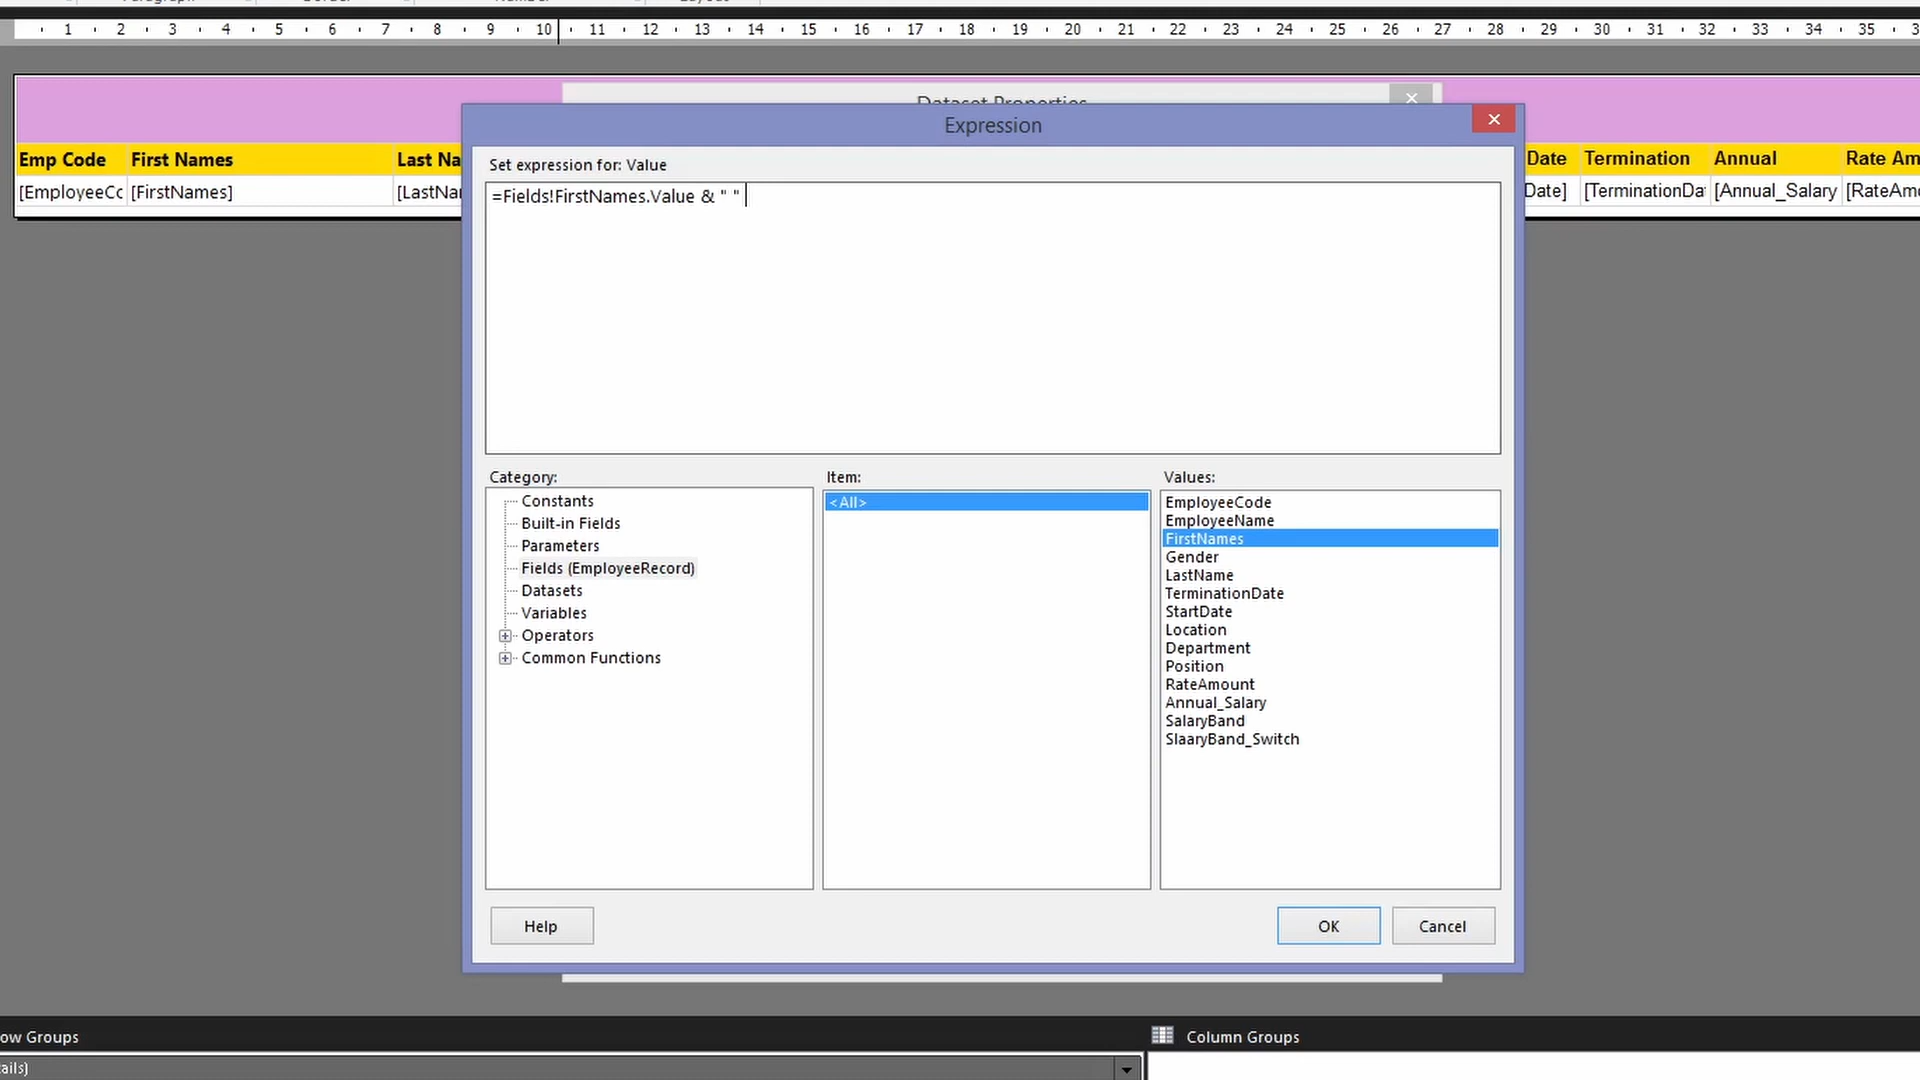 1 2 3 4 5 6 7 8 9 10 11 12 13 14 15 16 17 18 19 20 21 22 23 24 25 26 27 28 29 30 31 32 33 34 35
Dataset Properties
Expression
Emp Code First Names Last Na
Date Termination Annual Rate Am
[EmployeeCc [FirstNames] [LastNar
Date] [TerminationDat [Annual_Salary [RateAmo
Set expression for: Value
=Fields!FirstNames.Value & " "
Category:
Constants
Built-in Fields
Parameters
Fields (EmployeeRecord)
Datasets
Variables
Operators
Common Functions
Item:
<All>
Values:
EmployeeCode
EmployeeName
FirstNames
Gender
LastName
TerminationDate
StartDate
Location
Department
Position
RateAmount
Annual_Salary
SalaryBand
SlaaryBand_Switch
Help OK Cancel
ow Groups
Column Groups
ails)